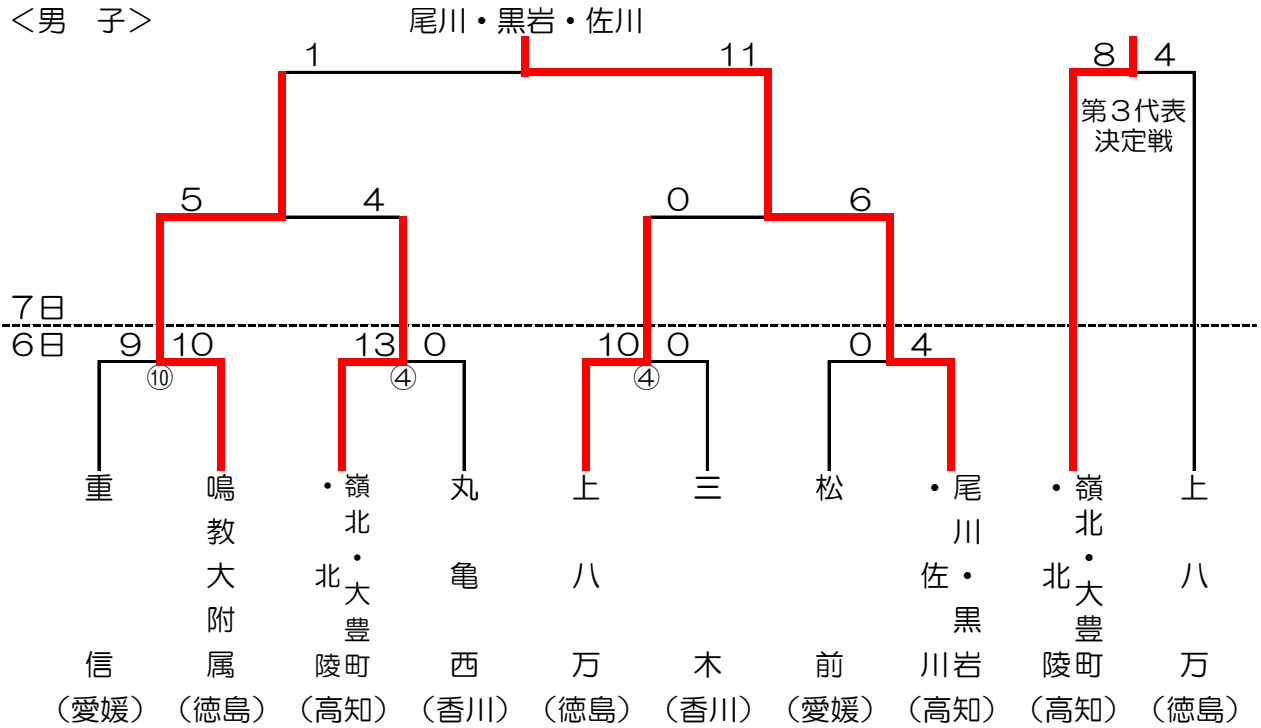 ＜男　子＞
尾川・黒岩・佐川
1 11 8 4
第３代表
決定戦
5 4 0 6
7日
6日
9 10 13 0 10 0 0 4
⑩ ④ ④
重信
（愛媛）
鳴教大附属
（徳島）
嶺北・大豊町
・北陵
（高知）
丸亀西
（香川）
上八万
（徳島）
三木
（香川）
松前
（愛媛）
尾川・黒岩
・佐川
（高知）
嶺北・大豊町
・北陵
（高知）
上八万
（徳島）